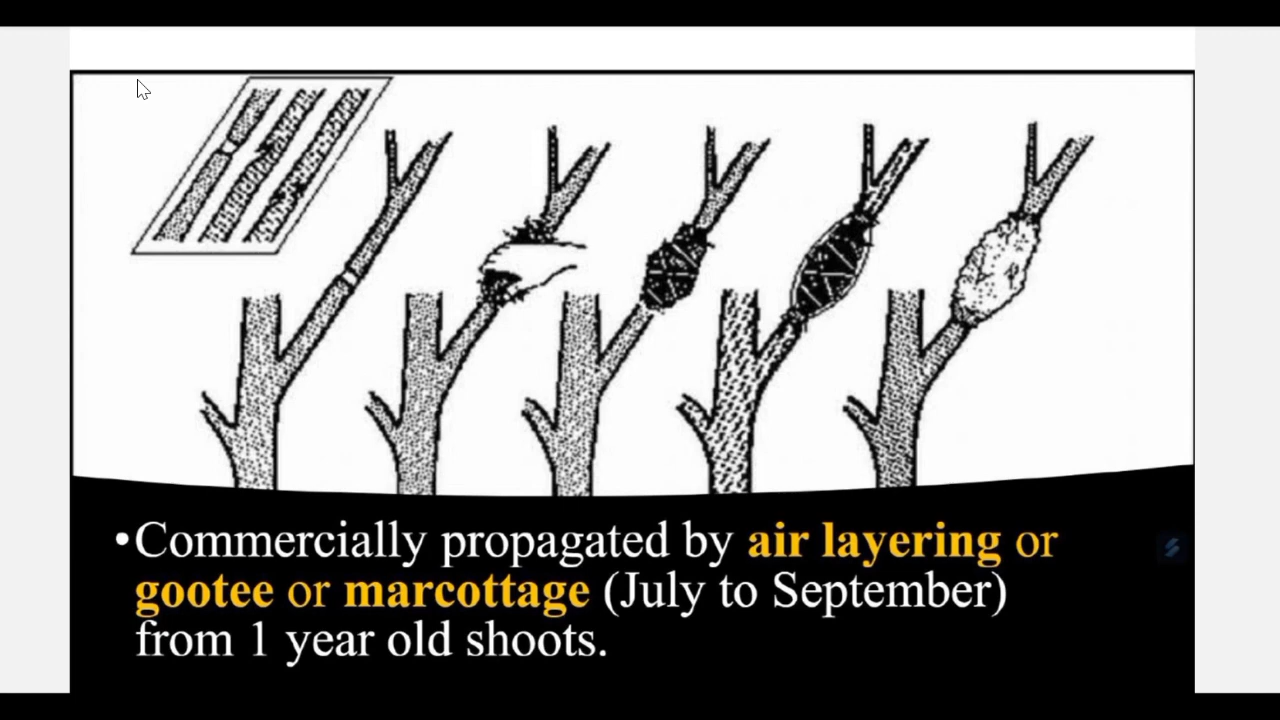 •Commercially propagated by air layering or
gootee or marcottage (July to September)
from 1 year old shoots.